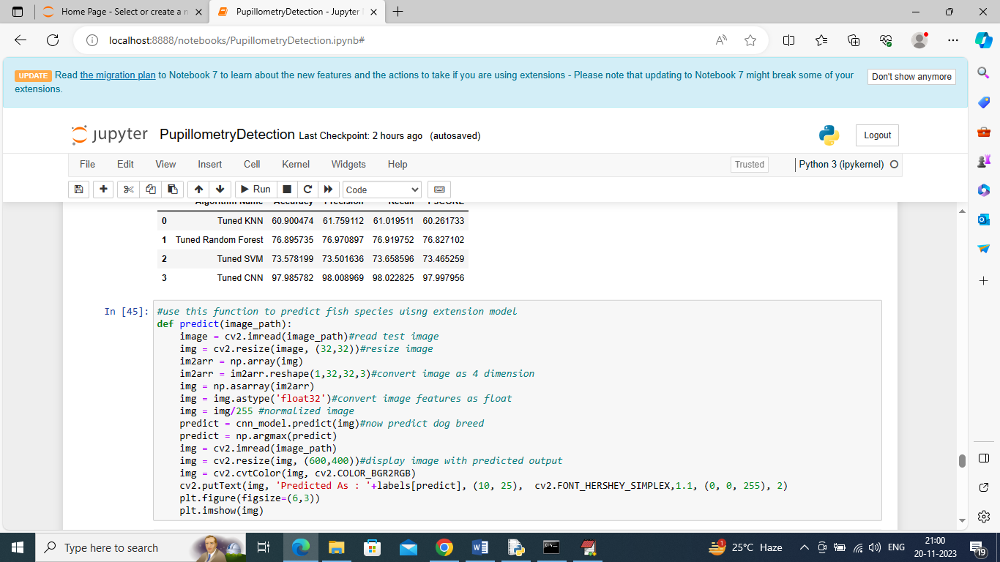 Home Page - Select or create a n
PupillometryDetection - Jupyter
localhost:8888/notebooks/PupillometryDetection.ipynb#
UPDATE Read the migration plan to Notebook 7 to learn about the new features and the actions to take if you are using extensions - Please note that updating to Notebook 7 might break some of your
extensions.
Don't show anymore
jupyter PupillometryDetection Last Checkpoint: 2 hours ago (autosaved)
Logout
File Edit View Insert Cell Kernel Widgets Help
Trusted
Python 3 (ipykernel)
Run
Code
Algorithm Name Accuracy Precision Recall FSCORE
0 Tuned KNN 60.900474 61.759112 61.019511 60.261733
1 Tuned Random Forest 76.895735 76.970897 76.919752 76.827102
2 Tuned SVM 73.578199 73.501636 73.658596 73.465259
3 Tuned CNN 97.985782 98.008969 98.022825 97.997956
In [45]: #use this function to predict fish species uisng extension model
def predict(image_path):
    image = cv2.imread(image_path)#read test image
    img = cv2.resize(image, (32,32))#resize image
    im2arr = np.array(img)
    im2arr = im2arr.reshape(1,32,32,3)#convert image as 4 dimension
    img = np.asarray(im2arr)
    img = img.astype('float32')#convert image features as float
    img = img/255 #normalized image
    predict = cnn_model.predict(img)#now predict dog breed
    predict = np.argmax(predict)
    img = cv2.imread(image_path)
    img = cv2.resize(img, (600,400))#display image with predicted output
    img = cv2.cvtColor(img, cv2.COLOR_BGR2RGB)
    cv2.putText(img, 'Predicted As : '+labels[predict], (10, 25),  cv2.FONT_HERSHEY_SIMPLEX,1.1, (0, 0, 255), 2)
    plt.figure(figsize=(6,3))
    plt.imshow(img)
Type here to search
1
25°C Haze
ENG
21:00
20-11-2023
19